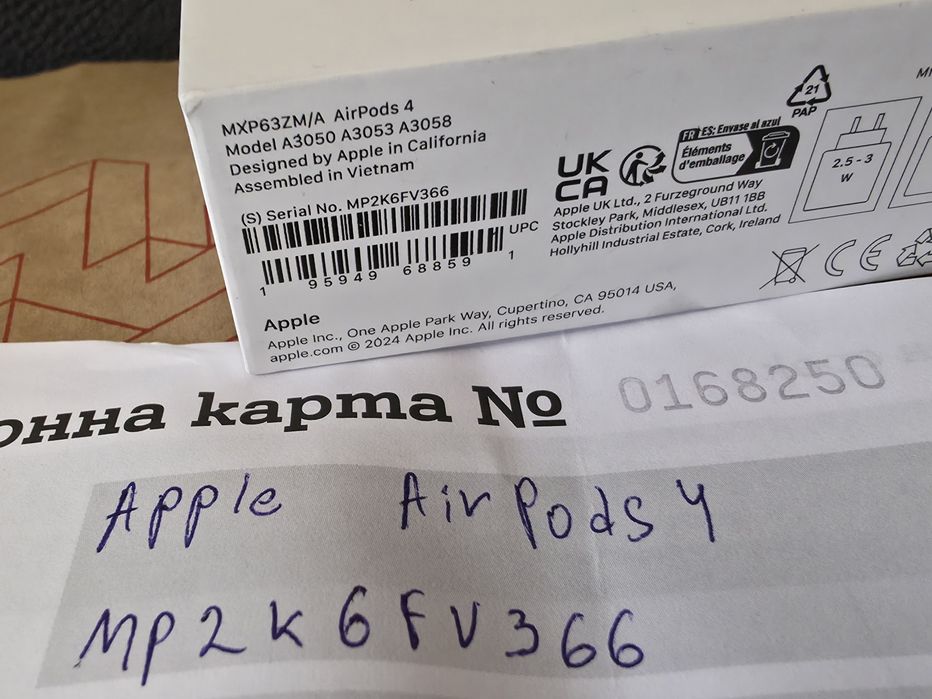 MXP63ZM/A AirPods 4
Model A3050 A3053 A3058
Designed by Apple in California
Assembled in Vietnam
(S) Serial No. MP2K6FV366
UPC
1 95949 68859 1
Apple
Apple Inc., One Apple Park Way, Cupertino, CA 95014 USA,
apple.com © 2024 Apple Inc. All rights reserved.
UK
CA
FR ES: Envase al azul
Éléments
d'emballage
21
PAP
Apple UK Ltd., 2 Furzeground Way
Stockley Park, Middlesex, UB11 1BB
Apple Distribution International Ltd.
Hollyhill Industrial Estate, Cork, Ireland
2.5 - 3
W
CE
онна карта № 0168250
Apple AirPods 4
MP2K6FV366